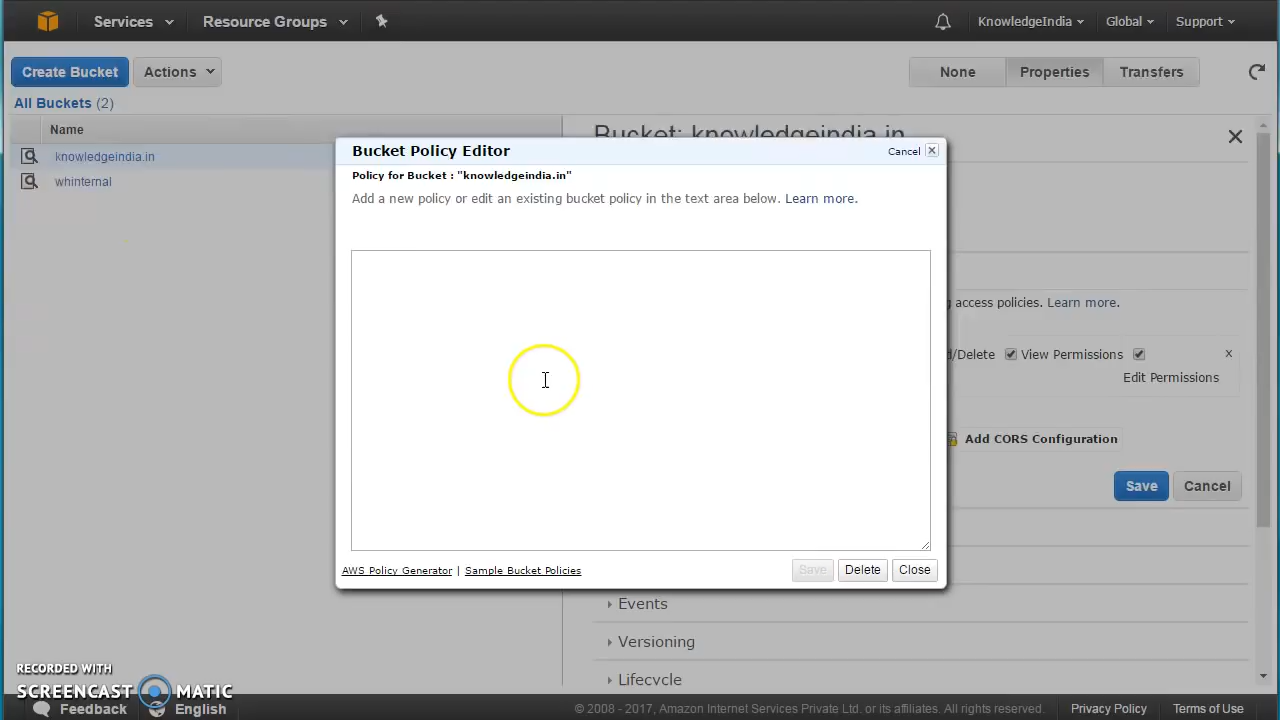 Services Resource Groups KnowledgeIndia Global Support
Create Bucket Actions None Properties Transfers
All Buckets (2)
Name
Bucket: knowledgeindia.in
knowledgeindia.in
whinternal
Bucket Policy Editor Cancel
Policy for Bucket : "knowledgeindia.in"
Add a new policy or edit an existing bucket policy in the text area below. Learn more.
access policies. Learn more.
/Delete View Permissions x
Edit Permissions
Add CORS Configuration
Save Cancel
AWS Policy Generator | Sample Bucket Policies Save Delete Close
Events
Versioning
Lifecycle
RECORDED WITH
SCREENCAST MATIC
Feedback English © 2008 - 2017, Amazon Internet Services Private Ltd. or its affiliates. All rights reserved. Privacy Policy Terms of Use